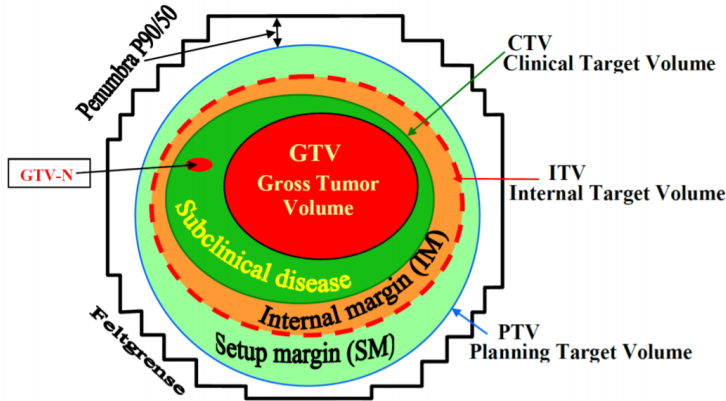 Penumbra P90/50
CTV
Clinical Target Volume
GTV-N
GTV
Gross Tumor
Volume
ITV
Internal Target Volume
Subclinical disease
Internal margin (IM)
Setup margin (SM)
Feltgrense
PTV
Planning Target Volume